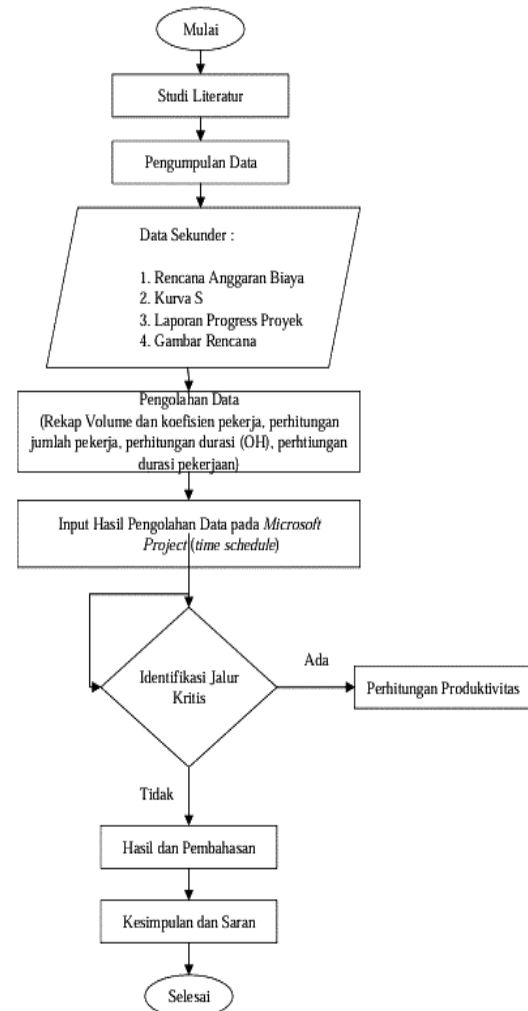 Mulai
Studi Literatur
Pengumpulan Data
Data Sekunder :
1. Rencana Anggaran Biaya
2. Kurva S
3. Laporan Progress Proyek
4. Gambar Rencana
Pengolahan Data
(Rekap Volume dan koefisien pekerja, perhitungan
jumlah pekerja, perhitungan durasi (OH), perhtiungan
durasi pekerjaan)
Input Hasil Pengolahan Data pada Microsoft
Project (time schedule)
Identifikasi Jalur
Kritis
Ada
Perhitungan Produktivitas
Tidak
Hasil dan Pembahasan
Kesimpulan dan Saran
Selesai